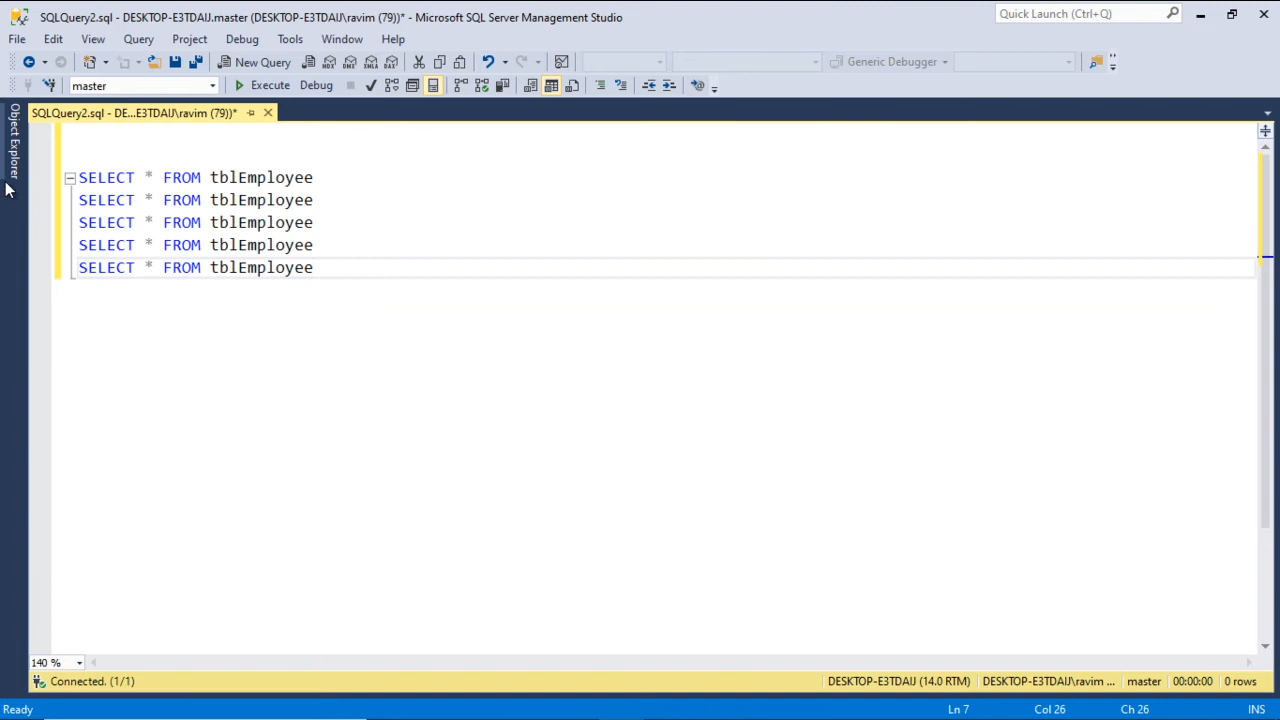 SQLQuery2.sql - DESKTOP-E3TDAIJ.master (DESKTOP-E3TDAIJ\ravim (79))* - Microsoft SQL Server Management Studio
Quick Launch (Ctrl+Q)
File Edit View Query Project Debug Tools Window Help
New Query MDX DMX XMLA DAX Generic Debugger
master Execute Debug
Object Explorer
SQLQuery2.sql - DE...E3TDAIJ\ravim (79))*
SELECT * FROM tblEmployee
SELECT * FROM tblEmployee
SELECT * FROM tblEmployee
SELECT * FROM tblEmployee
SELECT * FROM tblEmployee
140 %
Connected. (1/1) DESKTOP-E3TDAIJ (14.0 RTM) DESKTOP-E3TDAIJ\ravim ... master 00:00:00 0 rows
Ready Ln 7 Col 26 Ch 26 INS